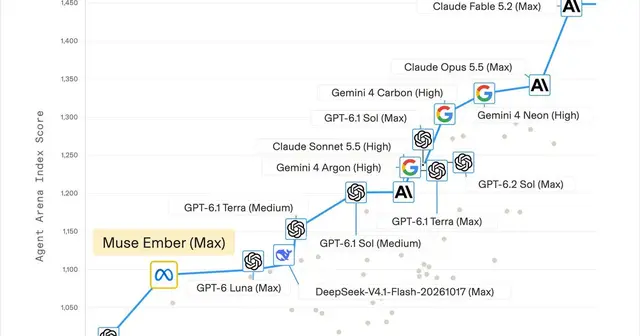 1,450
Claude Fable 5.2 (Max)
1,400
Claude Opus 5.5 (Max)
1,350
Gemini 4 Carbon (High)
GPT-6.1 Sol (Max)
Gemini 4 Neon (High)
1,300
Claude Sonnet 5.5 (High)
1,250
Gemini 4 Argon (High)
GPT-6.2 Sol (Max)
1,200
GPT-6.1 Terra (Medium)
GPT-6.1 Terra (Max)
1,150
Muse Ember (Max)
GPT-6.1 Sol (Medium)
1,100
GPT-6 Luna (Max)
DeepSeek-V4.1-Flash-20261017 (Max)
1,050
Agent Arena Index Score